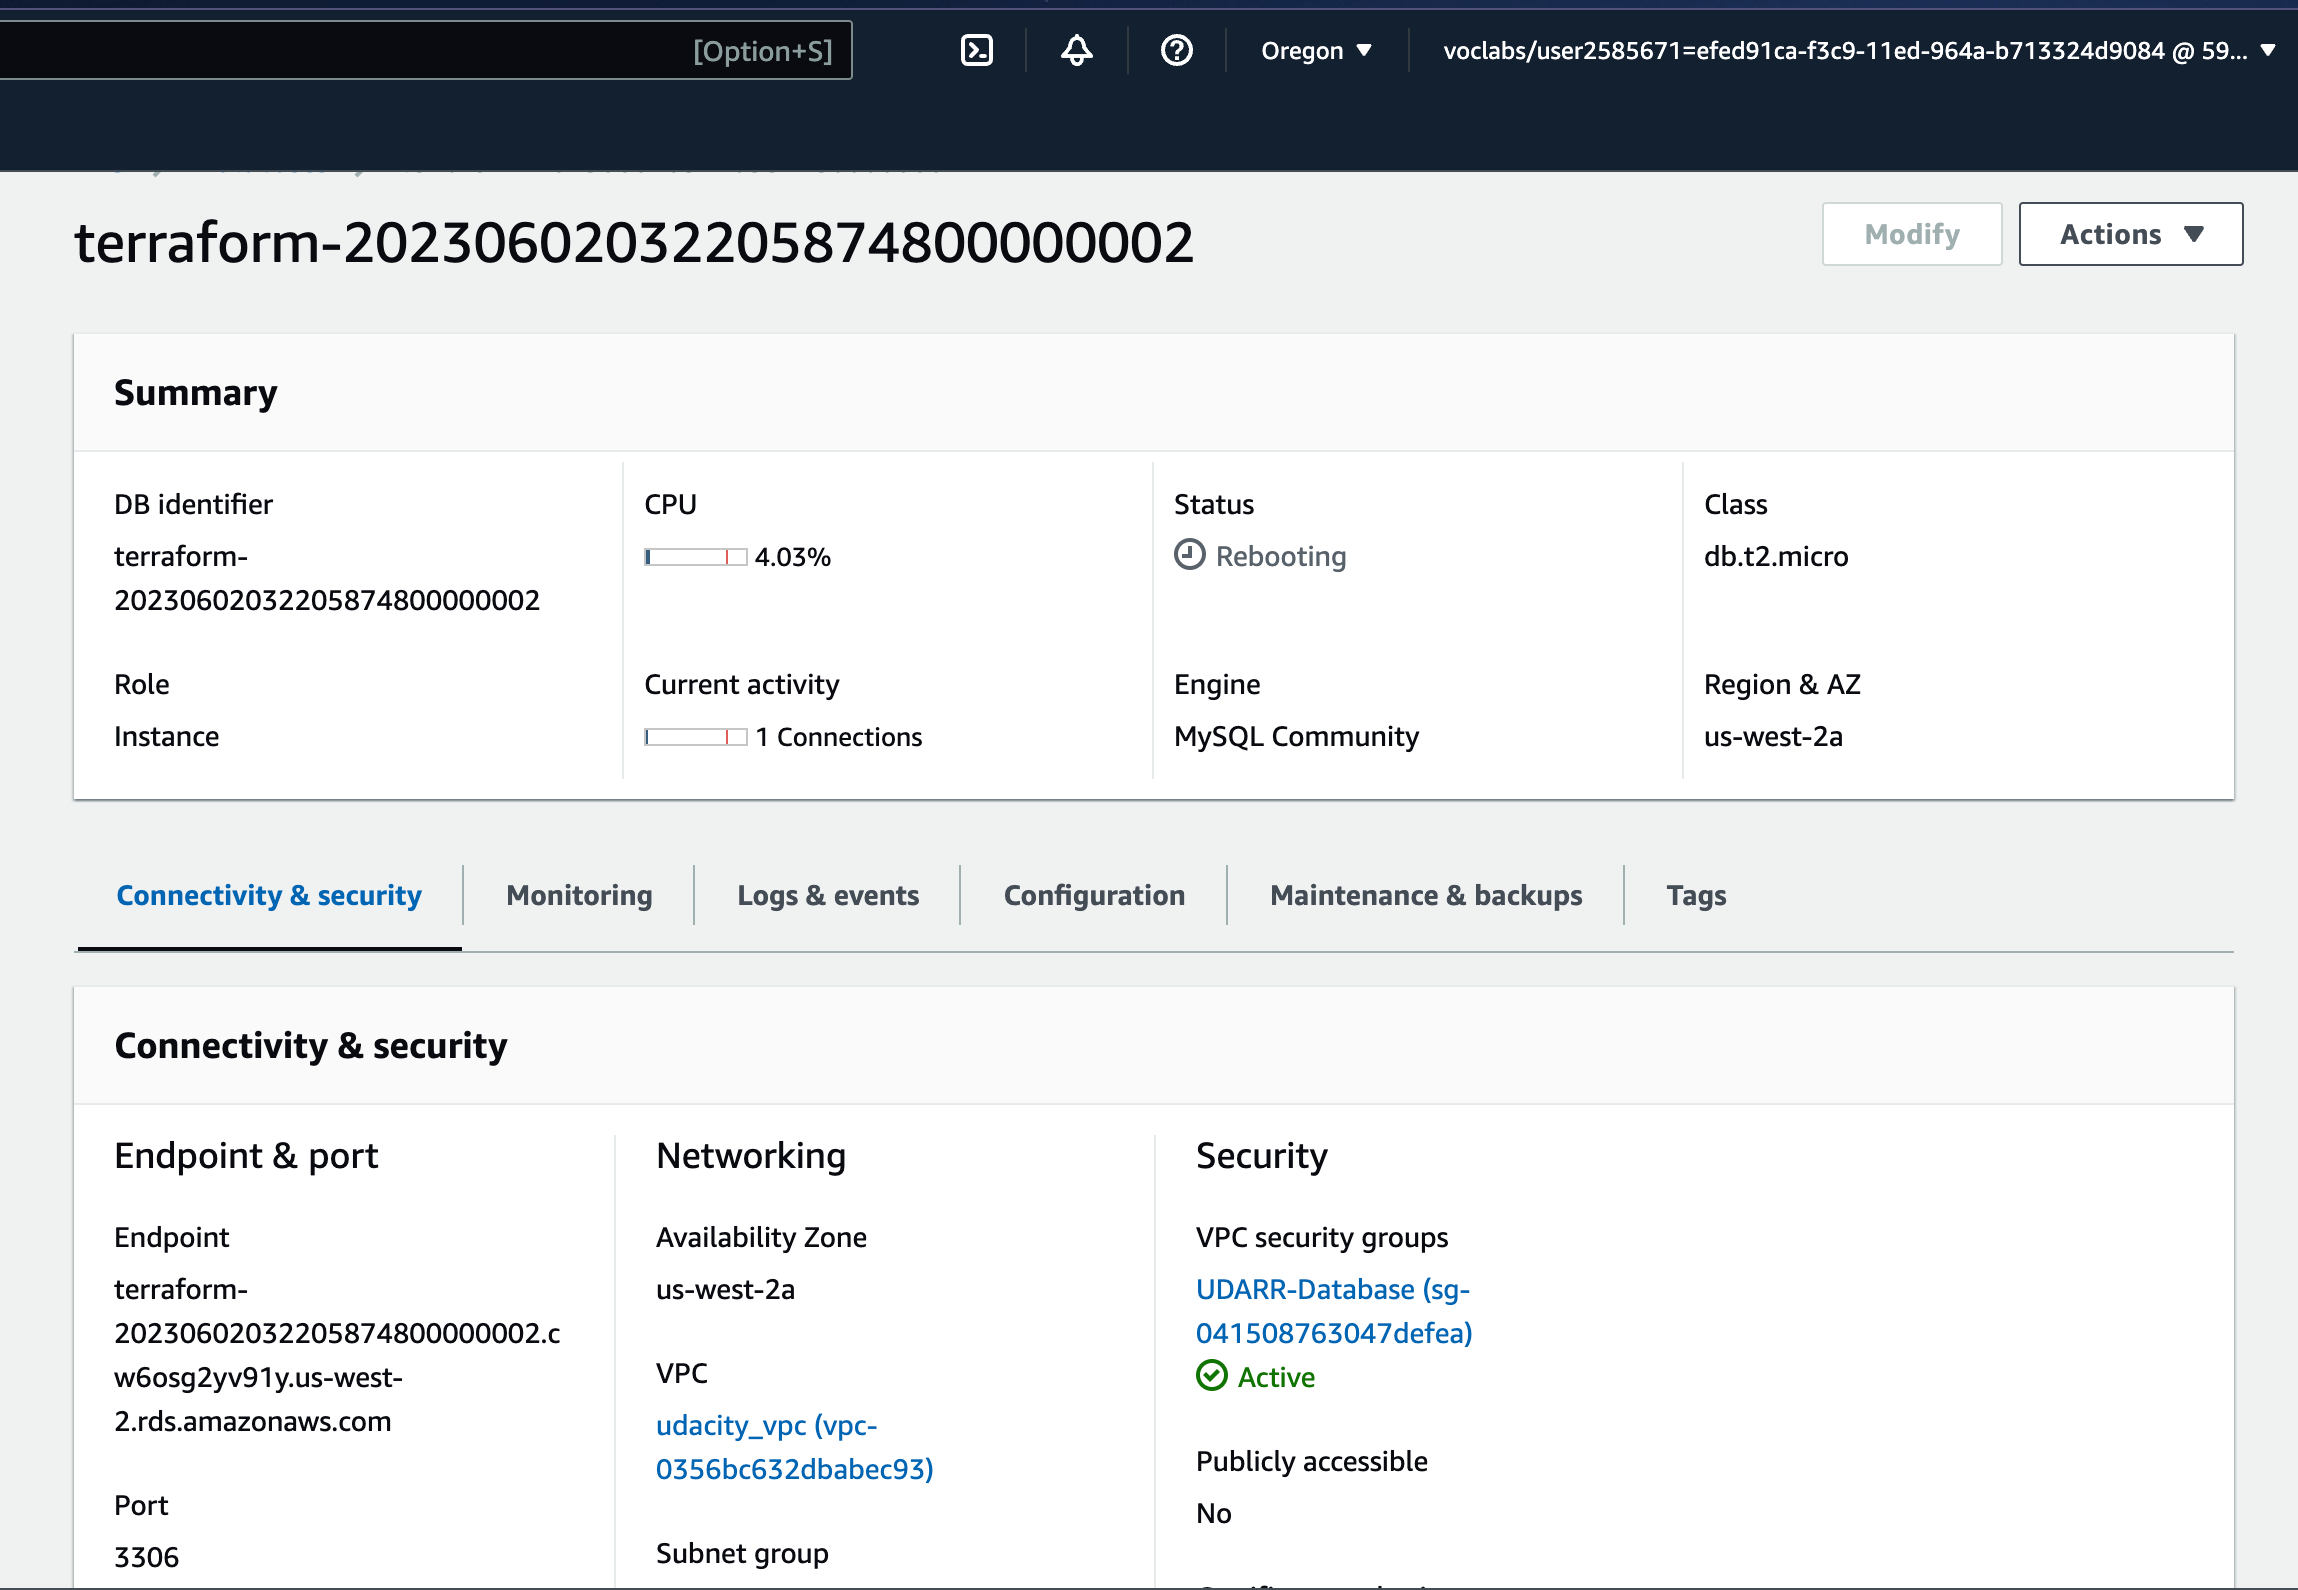 [Option+S]
Oregon
voclabs/user2585671=efed91ca-f3c9-11ed-964a-b713324d9084 @ 59...
terraform-20230602032205874800000002
Modify
Actions
Summary
DB identifier
terraform-
20230602032205874800000002
CPU
4.03%
Status
Rebooting
Class
db.t2.micro
Role
Instance
Current activity
1 Connections
Engine
MySQL Community
Region & AZ
us-west-2a
Connectivity & security
Monitoring
Logs & events
Configuration
Maintenance & backups
Tags
Connectivity & security
Endpoint & port
Endpoint
terraform-
20230602032205874800000002.c
w6osg2yv91y.us-west-
2.rds.amazonaws.com
Port
3306
Networking
Availability Zone
us-west-2a
VPC
udacity_vpc (vpc-
0356bc632dbabec93)
Subnet group
Security
VPC security groups
UDARR-Database (sg-
041508763047defea)
Active
Publicly accessible
No